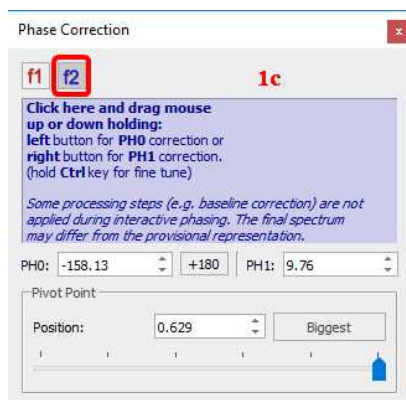 Phase Correction
x
f1 f2 1c
Click here and drag mouse
up or down holding:
left button for PH0 correction or
right button for PH1 correction.
(hold Ctrl key for fine tune)
Some processing steps (e.g. baseline correction) are not
applied during interactive phasing. The final spectrum
may differ from the provisional representation.
PH0: -158.13 +180 PH1: 9.76
Pivot Point
Position: 0.629 Biggest